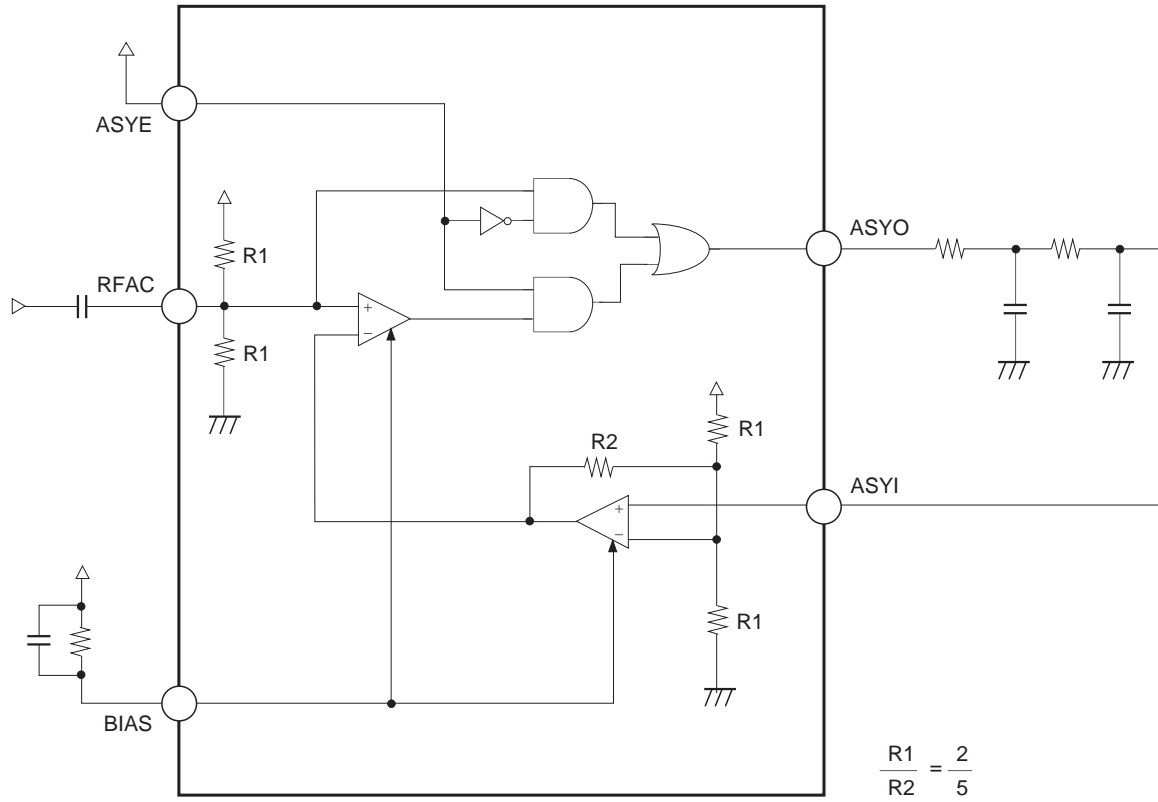 ASYE
R1
RFAC
+
−
R1
ASYO
R1
R2
ASYI
+
−
R1
BIAS
R1 / R2 = 2 / 5